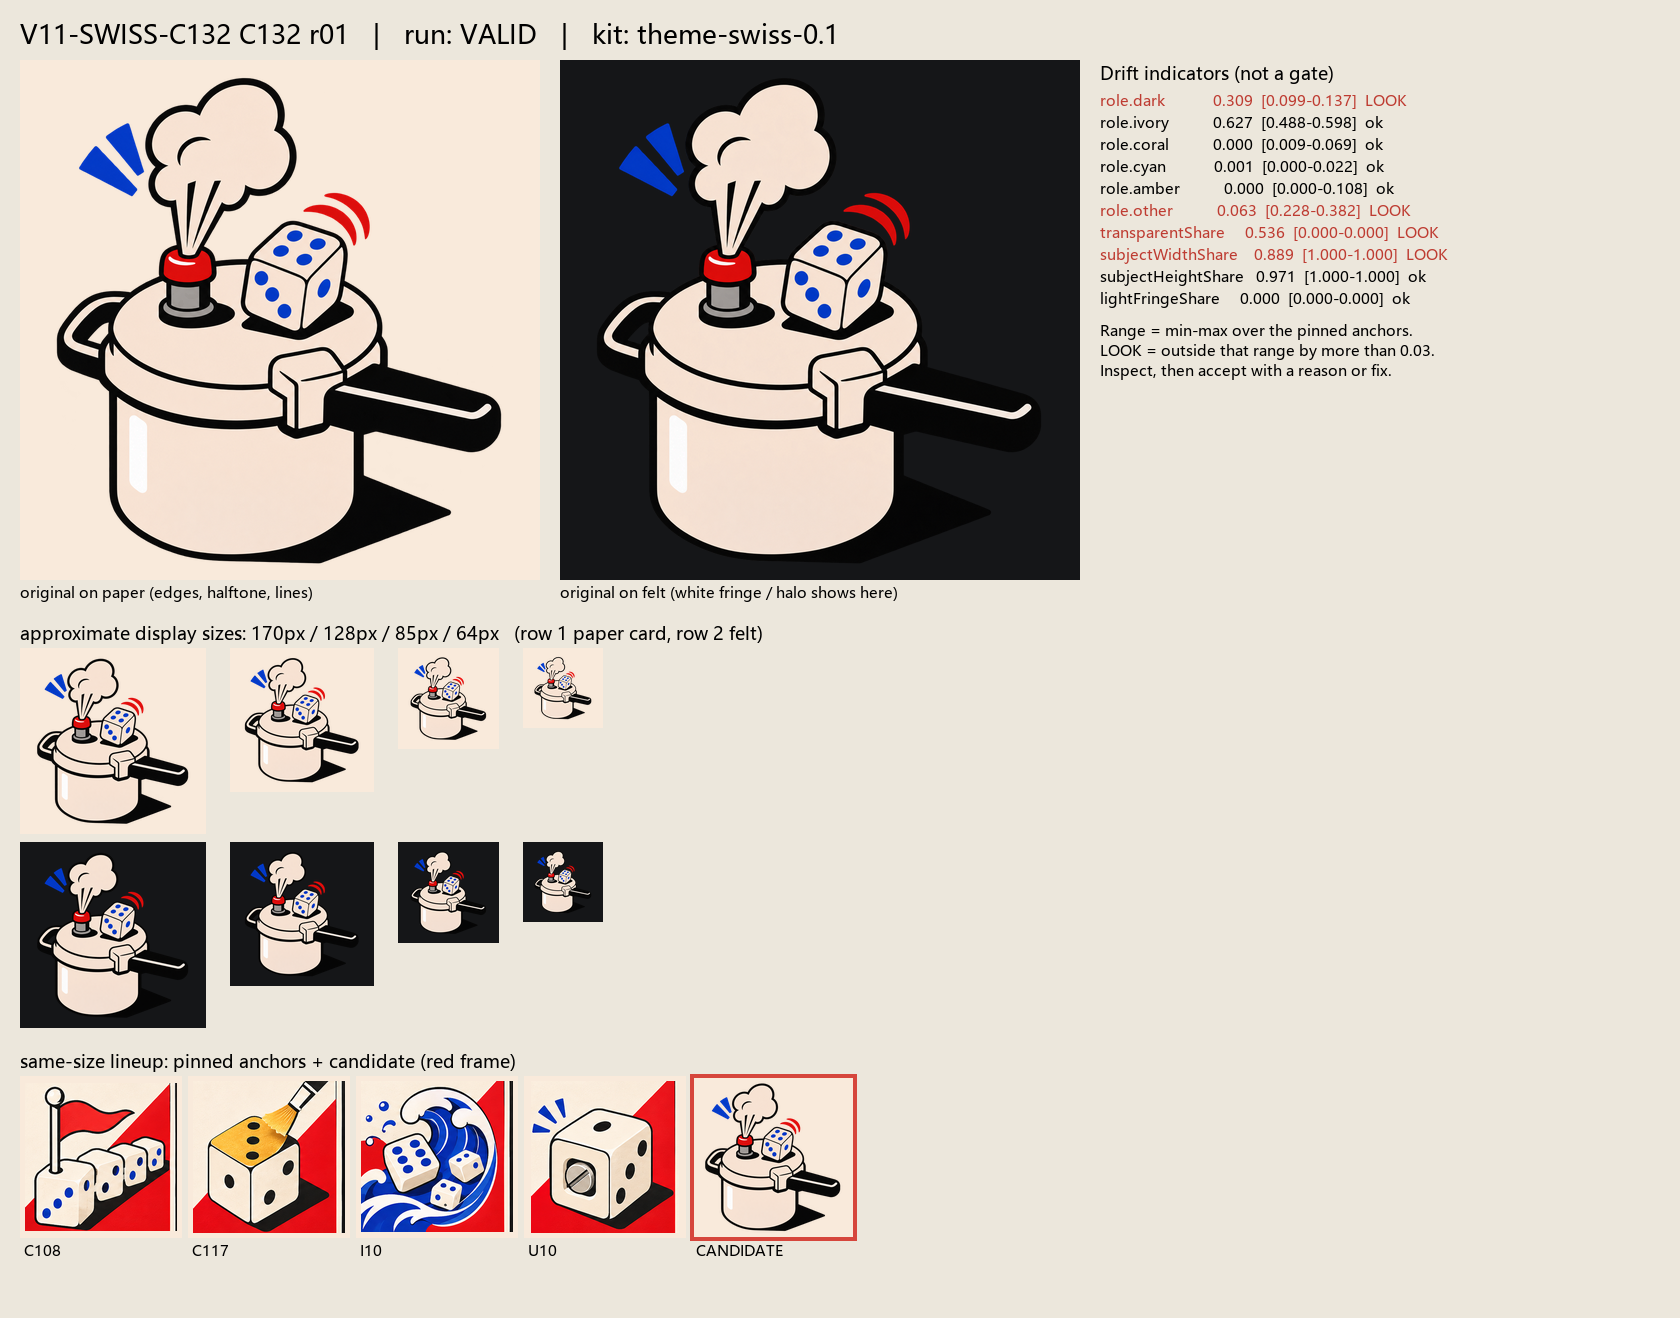 V11-SWISS-C132 C132 r01 | run: VALID | kit: theme-swiss-0.1
Drift indicators (not a gate)
role.dark 0.309 [0.099-0.137] LOOK
role.ivory 0.627 [0.488-0.598] ok
role.coral 0.000 [0.009-0.069] ok
role.cyan 0.001 [0.000-0.022] ok
role.amber 0.000 [0.000-0.108] ok
role.other 0.063 [0.228-0.382] LOOK
transparentShare 0.536 [0.000-0.000] LOOK
subjectWidthShare 0.889 [1.000-1.000] LOOK
subjectHeightShare 0.971 [1.000-1.000] ok
lightFringeShare 0.000 [0.000-0.000] ok
Range = min-max over the pinned anchors.
LOOK = outside that range by more than 0.03.
Inspect, then accept with a reason or fix.
original on paper (edges, halftone, lines)
original on felt (white fringe / halo shows here)
approximate display sizes: 170px / 128px / 85px / 64px (row 1 paper card, row 2 felt)
same-size lineup: pinned anchors + candidate (red frame)
C108
C117
I10
U10
CANDIDATE